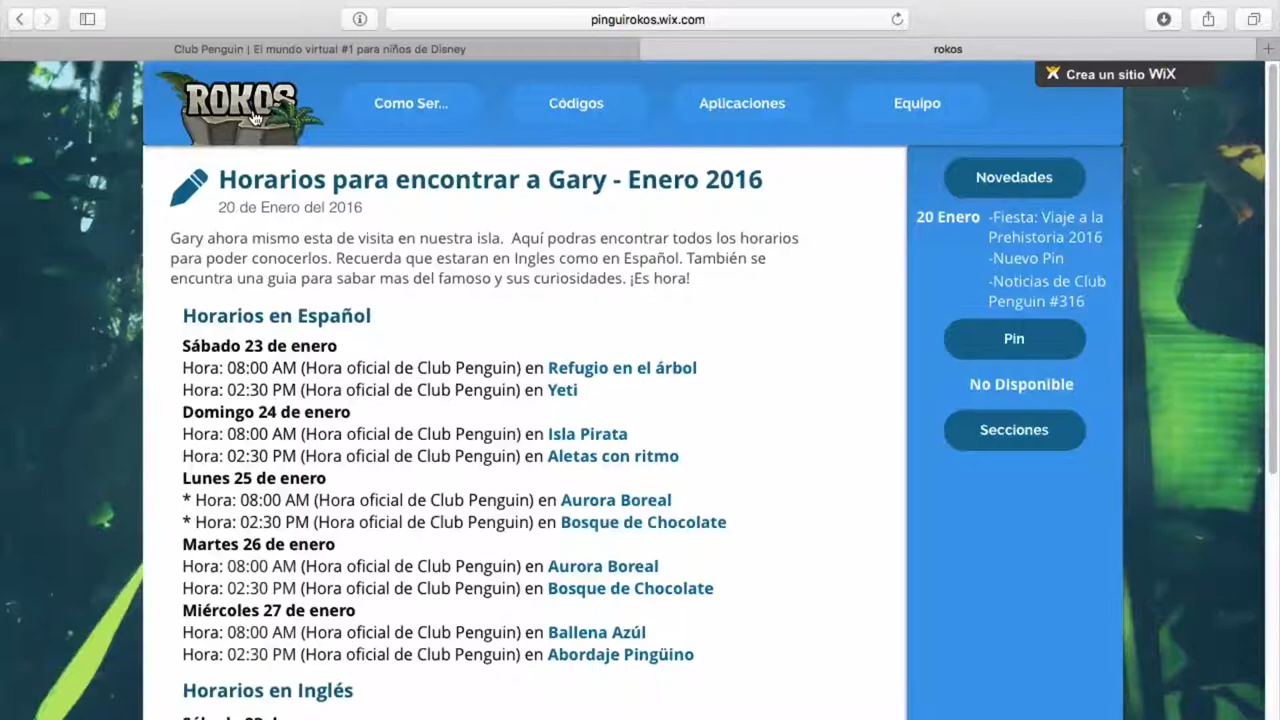 pinguirokos.wix.com
Club Penguin | El mundo virtual #1 para niños de Disney
rokos
Crea un sitio WiX
ROKOS
Como Ser...
Códigos
Aplicaciones
Equipo
Horarios para encontrar a Gary - Enero 2016
20 de Enero del 2016
Gary ahora mismo esta de visita en nuestra isla. Aquí podras encontrar todos los horarios
para poder conocerlos. Recuerda que estaran en Ingles como en Español. También se
encuntra una guia para sabar mas del famoso y sus curiosidades. ¡Es hora!
Horarios en Español
Sábado 23 de enero
Hora: 08:00 AM (Hora oficial de Club Penguin) en Refugio en el árbol
Hora: 02:30 PM (Hora oficial de Club Penguin) en Yeti
Domingo 24 de enero
Hora: 08:00 AM (Hora oficial de Club Penguin) en Isla Pirata
Hora: 02:30 PM (Hora oficial de Club Penguin) en Aletas con ritmo
Lunes 25 de enero
* Hora: 08:00 AM (Hora oficial de Club Penguin) en Aurora Boreal
* Hora: 02:30 PM (Hora oficial de Club Penguin) en Bosque de Chocolate
Martes 26 de enero
Hora: 08:00 AM (Hora oficial de Club Penguin) en Aurora Boreal
Hora: 02:30 PM (Hora oficial de Club Penguin) en Bosque de Chocolate
Miércoles 27 de enero
Hora: 08:00 AM (Hora oficial de Club Penguin) en Ballena Azúl
Hora: 02:30 PM (Hora oficial de Club Penguin) en Abordaje Pingüino
Horarios en Inglés
Novedades
20 Enero -Fiesta: Viaje a la
Prehistoria 2016
-Nuevo Pin
-Noticias de Club
Penguin #316
Pin
No Disponible
Secciones